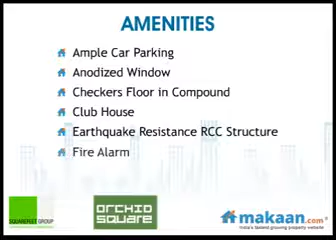 AMENITIES
Ample Car Parking
Anodized Window
Checkers Floor in Compound
Club House
Earthquake Resistance RCC Structure
Fire Alarm
SQUAREFEET GROUP
ORCHID
SQUARE
makaan.com
India's fastest growing property website